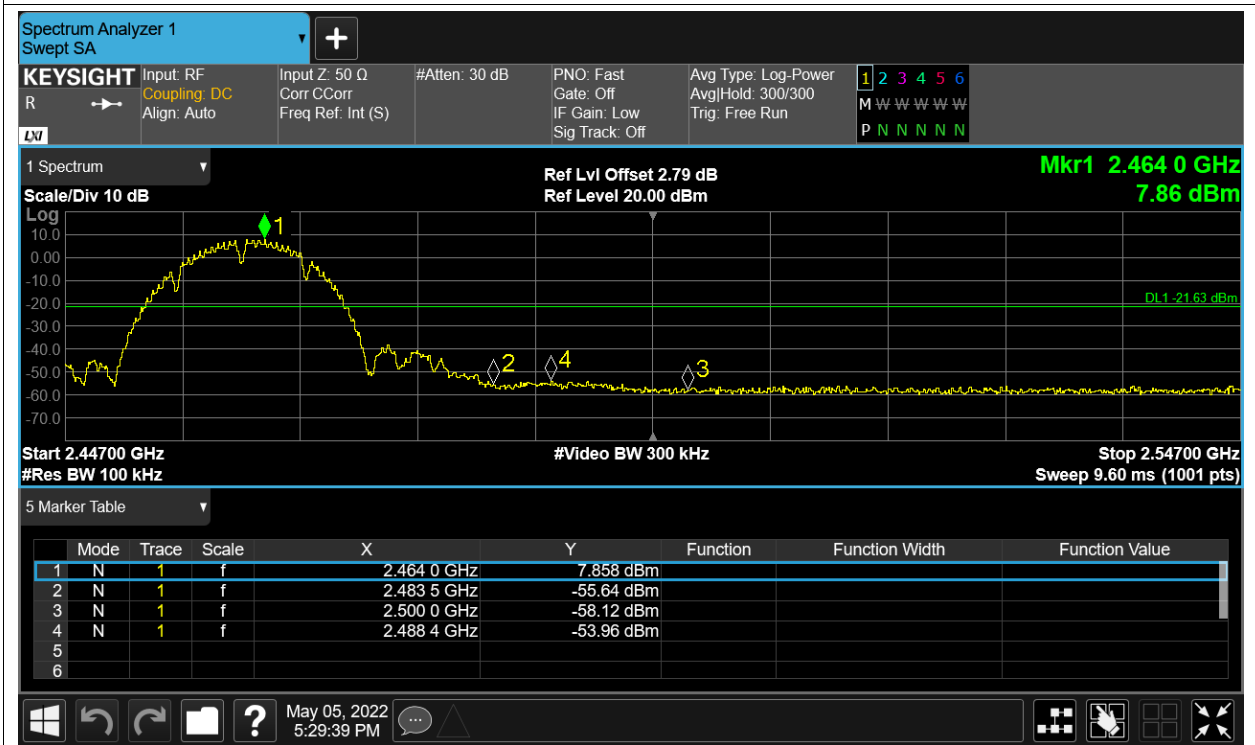 Spectrum Analyzer 1
Swept SA
+
KEYSIGHT Input: RF Input Z: 50 Ω #Atten: 30 dB PNO: Fast Avg Type: Log-Power 1 2 3 4 5 6
R Coupling: DC Corr CCorr Gate: Off Avg|Hold: 300/300 M W W W W W W
Align: Auto Freq Ref: Int (S) IF Gain: Low Trig: Free Run
LXI Sig Track: Off P N N N N N N
1 Spectrum Ref Lvl Offset 2.79 dB Mkr1 2.464 0 GHz
Scale/Div 10 dB Ref Level 20.00 dBm 7.86 dBm
Log
1
10.0
0.00
-10.0
-20.0 DL1 -21.63 dBm
-30.0
-40.0
2 4 3
-50.0
-60.0
-70.0
Start 2.44700 GHz #Video BW 300 kHz Stop 2.54700 GHz
#Res BW 100 kHz Sweep 9.60 ms (1001 pts)
5 Marker Table
Mode Trace Scale X Y Function Function Width Function Value
1 N 1 f 2.464 0 GHz 7.858 dBm
2 N 1 f 2.483 5 GHz -55.64 dBm
3 N 1 f 2.500 0 GHz -58.12 dBm
4 N 1 f 2.488 4 GHz -53.96 dBm
5
6
? May 05, 2022
5:29:39 PM